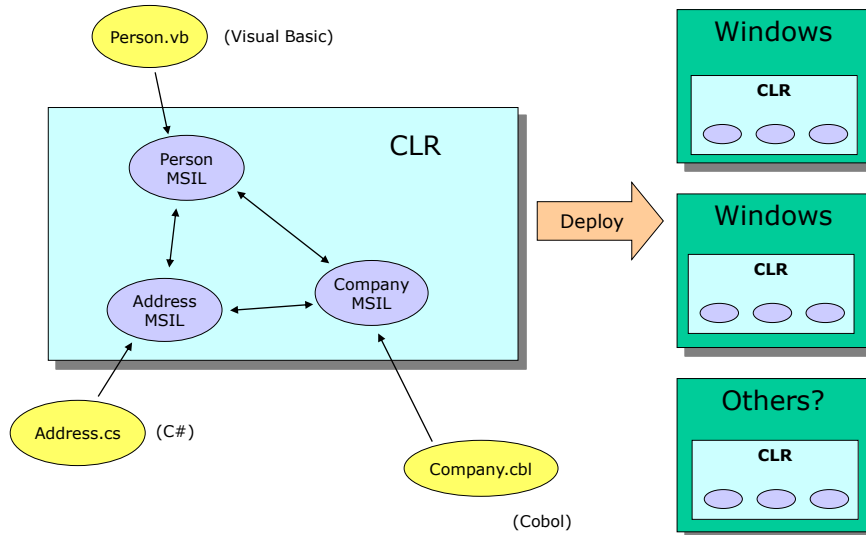 Person.vb
(Visual Basic)
CLR
Person
MSIL
Address
MSIL
Company
MSIL
Address.cs
(C#)
Company.cbl
(Cobol)
Deploy
Windows
CLR
Windows
CLR
Others?
CLR